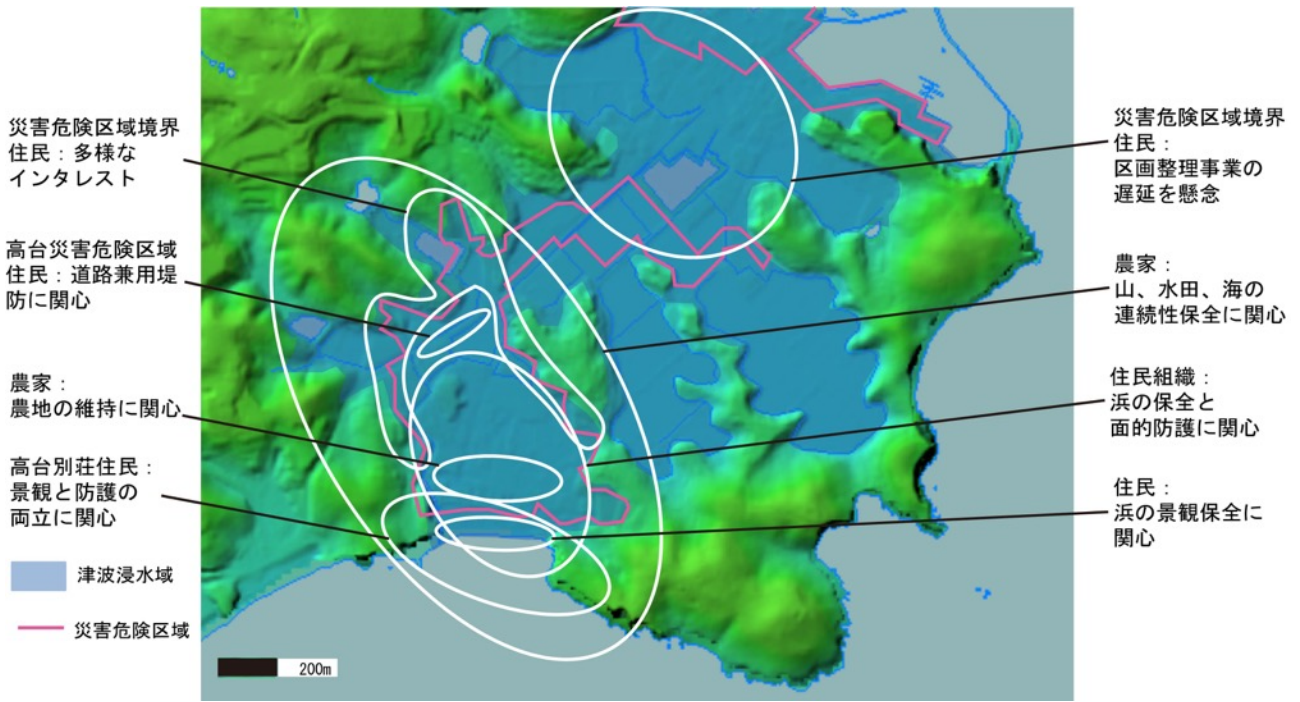 災害危険区域境界
住民：多様な
インタレスト
高台災害危険区域
住民：道路兼用堤
防に関心
農家：
農地の維持に関心
高台別荘住民：
景観と防護の
両立に関心
津波浸水域
災害危険区域
200m
災害危険区域境界
住民：
区画整理事業の
遅延を懸念
農家：
山、水田、海の
連続性保全に関心
住民組織：
浜の保全と
面的防護に関心
住民：
浜の景観保全に
関心